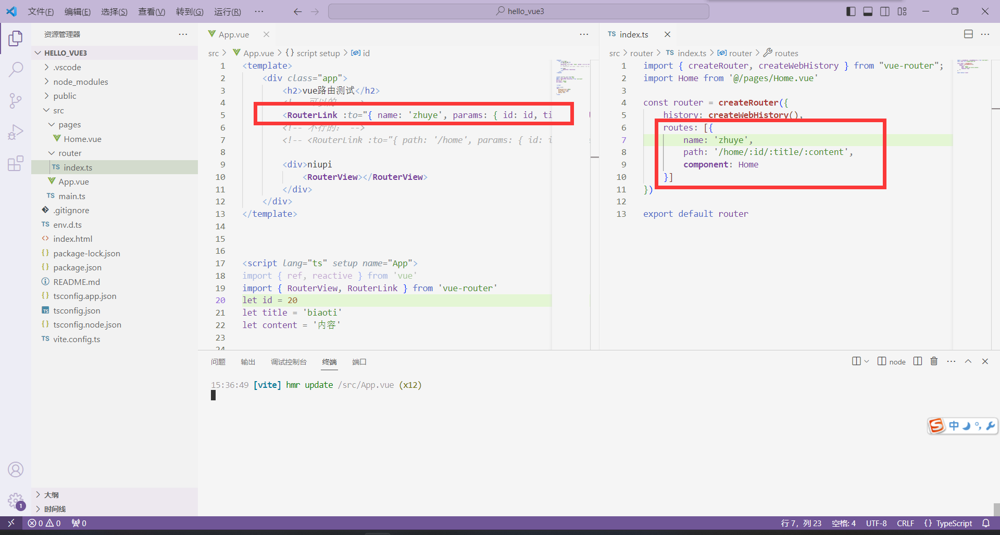 文件(F) 编辑(E) 选择(S) 查看(V) 转到(G) 运行(R) ··· hello_vue3
资源管理器 ···
HELLO_VUE3
.vscode
node_modules
public
src
pages
Home.vue
router
TS index.ts
App.vue
TS main.ts
.gitignore
TS env.d.ts
<> index.html
{} package-lock.json
{} package.json
README.md
{} tsconfig.app.json
TS tsconfig.json
{} tsconfig.node.json
TS vite.config.ts
大纲
时间线
App.vue ···
src > App.vue > {} script setup > id
1 <template>
2 <div class="app">
3 <h2>vue路由测试</h2>
4 可以的
5 <RouterLink :to="{ name: 'zhuye', params: { id: id, ti
6 <!-- 不行的: -->
7 <!-- <RouterLink :to="{ path: '/home', params: { id: i
8
9 <div>niupi
10 <RouterView></RouterView>
11 </div>
12 </div>
13 </template>
14
15
16
17 <script lang="ts" setup name="App">
18 import { ref, reactive } from 'vue'
19 import { RouterView, RouterLink } from 'vue-router'
20 let id = 20
21 let title = 'biaoti'
22 let content = '内容'
23
24
TS index.ts ···
src > router > TS index.ts > router > routes
1 import { createRouter, createWebHistory } from "vue-router";
2 import Home from '@/pages/Home.vue'
3
4 const router = createRouter({
5 history: createWebHistory(),
6 routes: [{
7 name: 'zhuye',
8 path: '/home/:id/:title/:content',
9 component: Home
10 }]
11 })
12
13 export default router
问题 输出 调试控制台 终端 端口 node ···
15:36:49 [vite] hmr update /src/App.vue (x12)
中
1
0 0 0 行 7, 列 23 空格: 4 UTF-8 CRLF {} TypeScript